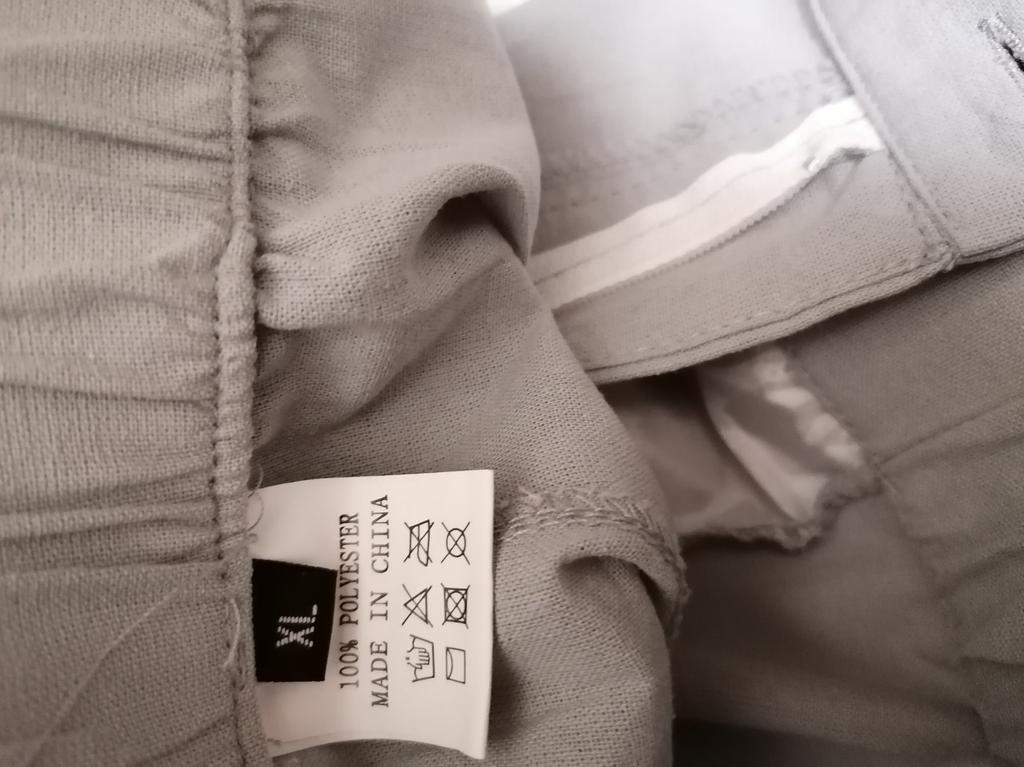 XL
100% POLYESTER
MADE IN CHINA